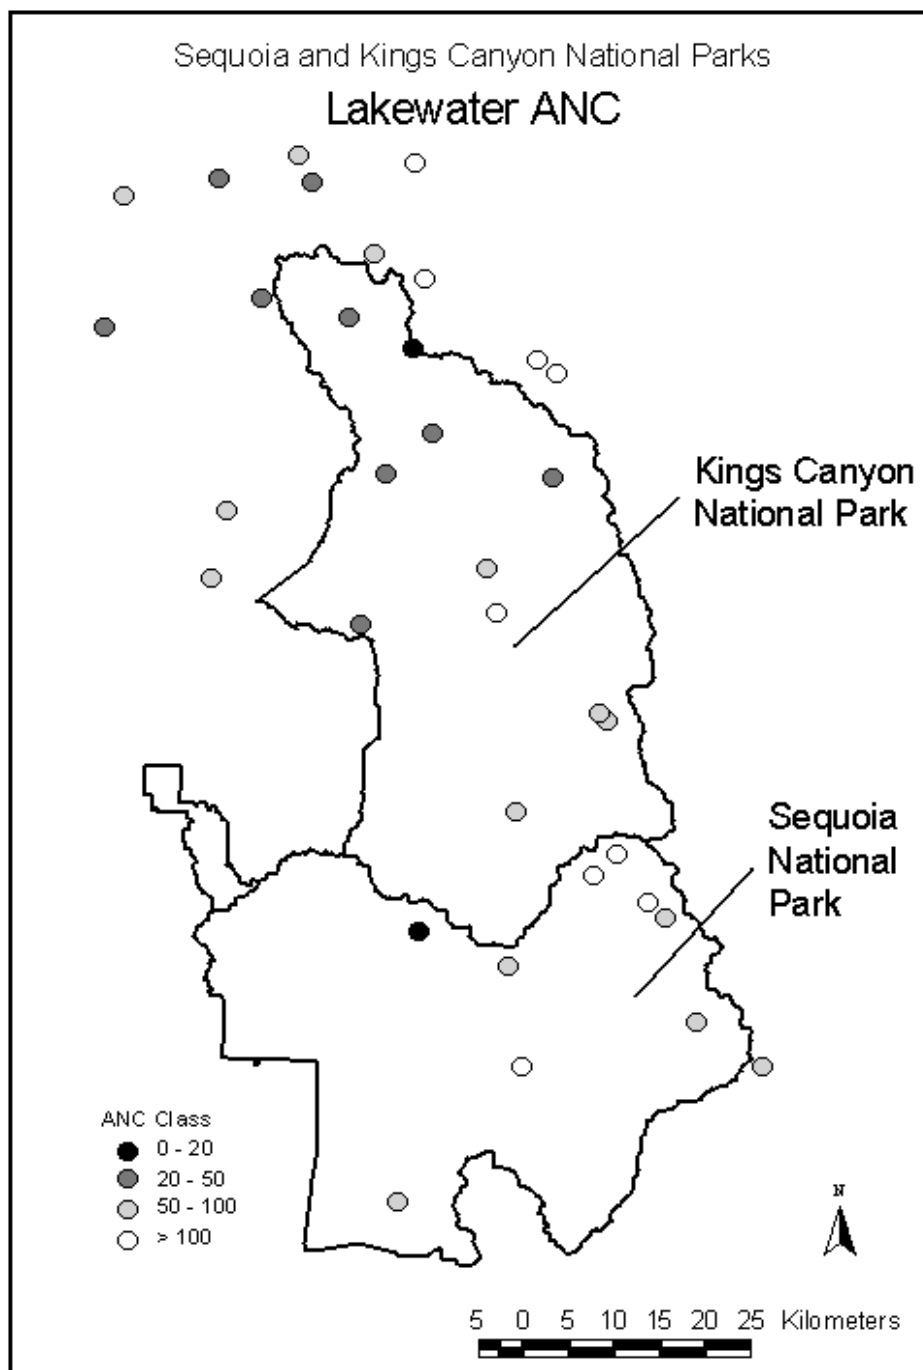 Sequoia and Kings Canyon National Parks
Lakewater ANC
Kings Canyon
National Park
Sequoia
National
Park
ANC Class
0 - 20
20 - 50
50 - 100
> 100
N
5 0 5 10 15 20 25 Kilometers